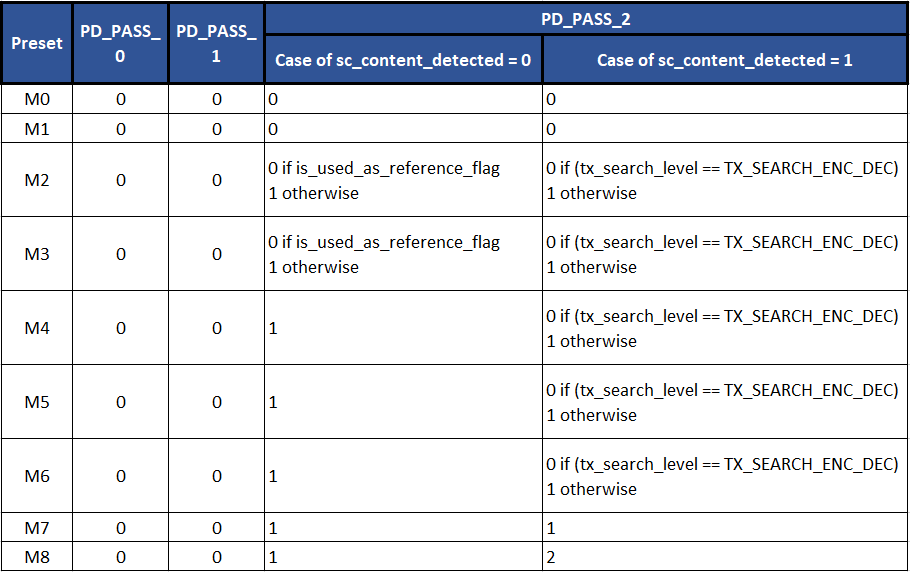 Preset
PD_PASS_
0
PD_PASS_
1
PD_PASS_2
Case of sc_content_detected = 0
Case of sc_content_detected = 1
M0
0
0
0
0
M1
0
0
0
0
M2
0
0
0 if is_used_as_reference_flag
1 otherwise
0 if (tx_search_level == TX_SEARCH_ENC_DEC)
1 otherwise
M3
0
0
0 if is_used_as_reference_flag
1 otherwise
0 if (tx_search_level == TX_SEARCH_ENC_DEC)
1 otherwise
M4
0
0
1
0 if (tx_search_level == TX_SEARCH_ENC_DEC)
1 otherwise
M5
0
0
1
0 if (tx_search_level == TX_SEARCH_ENC_DEC)
1 otherwise
M6
0
0
1
0 if (tx_search_level == TX_SEARCH_ENC_DEC)
1 otherwise
M7
0
0
1
1
M8
0
0
1
2